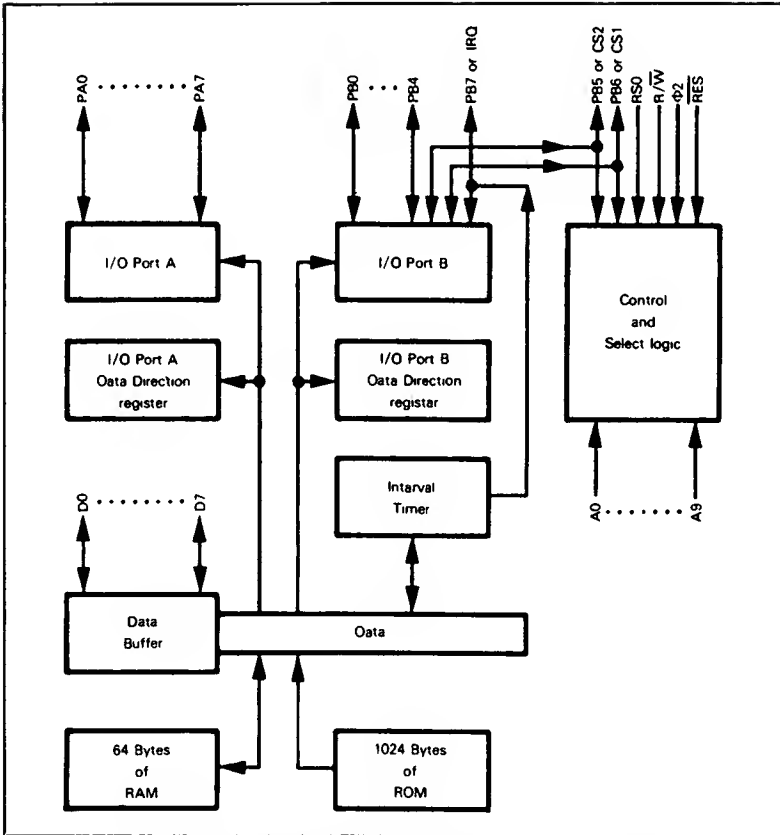 PA0 ········ PA7
PB0 ···· PB4
PB7 or IRQ
PB5 or CS2
PB6 or CS1
RS0
R/W̅
Φ2
R̅E̅S̅
I/O Port A
I/O Port B
Control
and
Select logic
I/O Port A
Oata Direction
register
I/O Port B
Oata Direction
registar
D0 ········ D7
Intarval
Timer
A0 ········ A9
Data
Buffer
Oata
64 Bytes
of
RAM
1024 Bytes
of
ROM